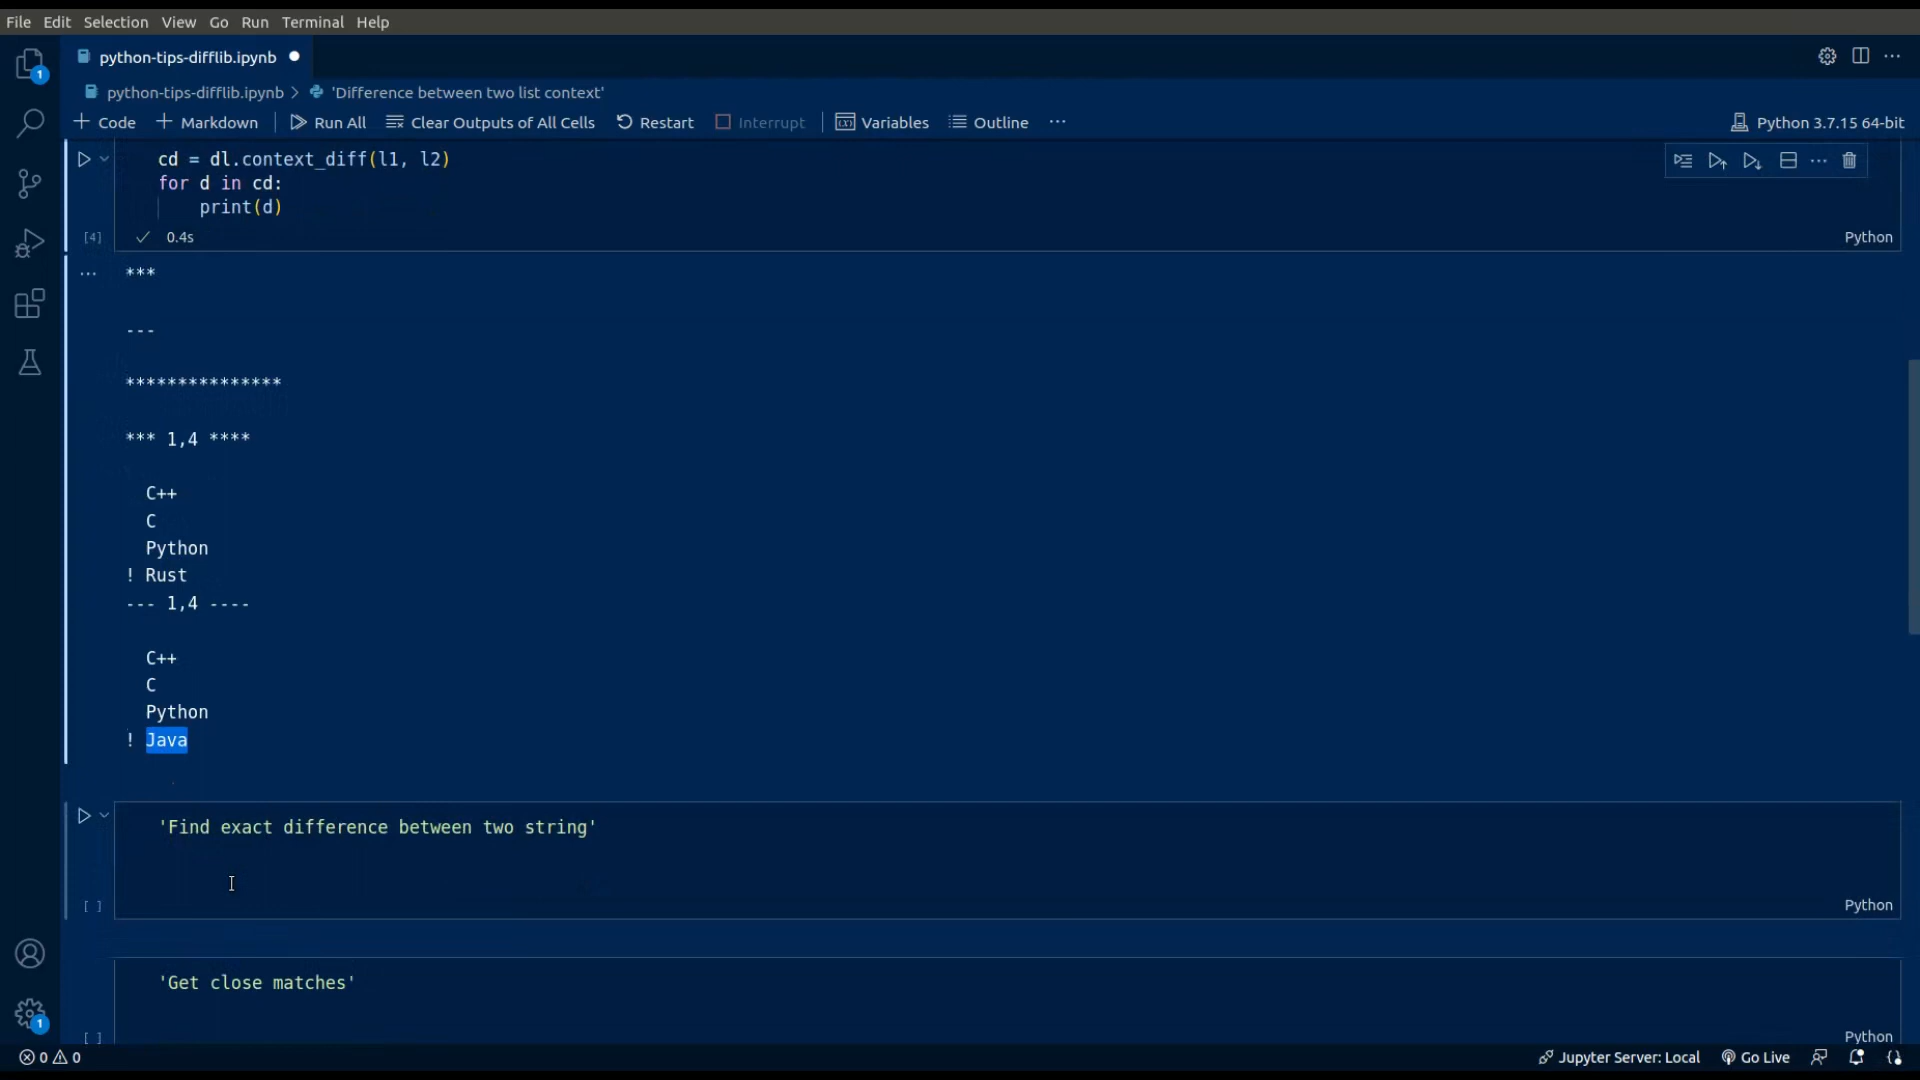 File Edit Selection View Go Run Terminal Help
python-tips-difflib.ipynb
python-tips-difflib.ipynb > 'Difference between two list context'
+ Code + Markdown Run All Clear Outputs of All Cells Restart Interrupt Variables Outline ... Python 3.7.15 64-bit
cd = dl.context_diff(l1, l2)
for d in cd:
print(d)
[4] 0.4s Python
***
---
***************
*** 1,4 ****
C++
C
Python
! Rust
--- 1,4 ----
C++
C
Python
! Java
'Find exact difference between two string'
[ ] Python
'Get close matches'
[ ] Python
0 0 Jupyter Server: Local Go Live
1
1